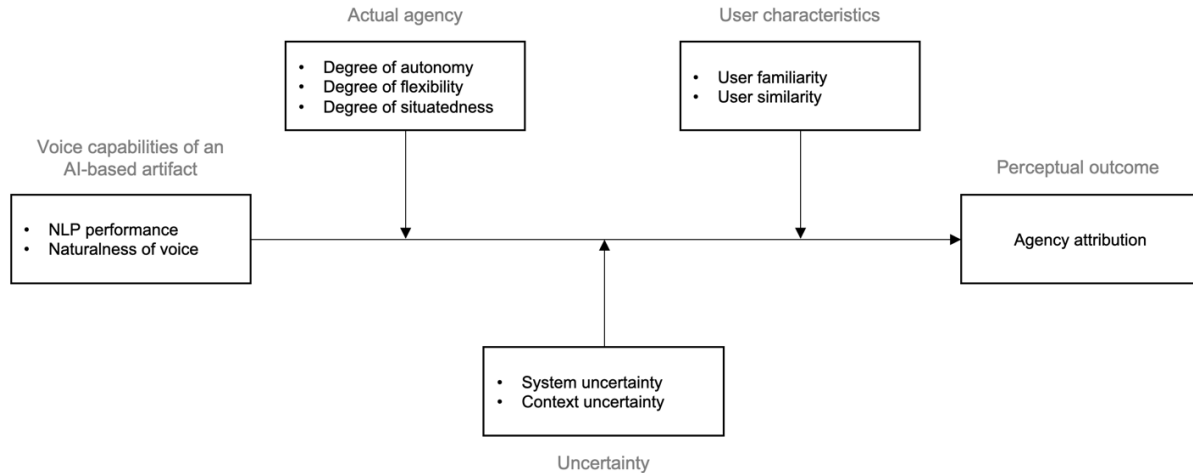 Actual agency
• Degree of autonomy
• Degree of flexibility
• Degree of situatedness
User characteristics
• User familiarity
• User similarity
Voice capabilities of an
AI-based artifact
• NLP performance
• Naturalness of voice
Perceptual outcome
Agency attribution
• System uncertainty
• Context uncertainty
Uncertainty